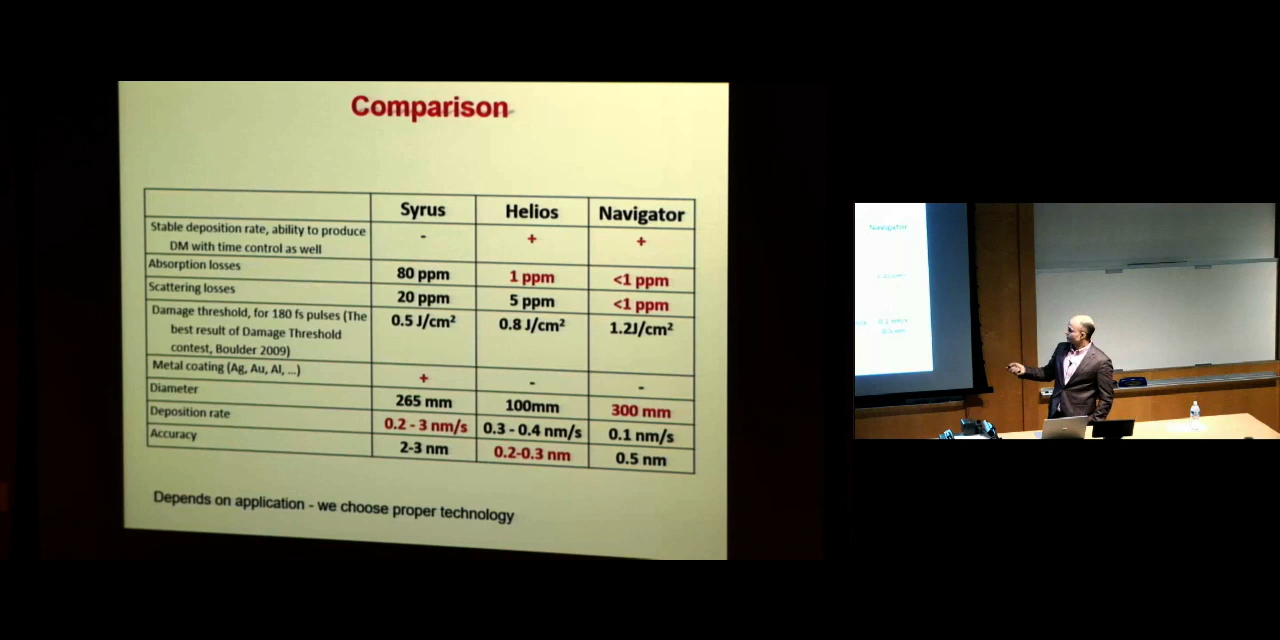 Comparison
Syrus Helios Navigator
Stable deposition rate, ability to produce
DM with time control as well
- + +
Absorption losses
80 ppm 1 ppm <1 ppm
Scattering losses
20 ppm 5 ppm <1 ppm
Damage threshold, for 180 fs pulses (The
best result of Damage Threshold
contest, Boulder 2009)
0.5 J/cm² 0.8 J/cm² 1.2J/cm²
Metal coating (Ag, Au, Al, ...)
+ - -
Diameter
265 mm 100mm 300 mm
Deposition rate
0.2 - 3 nm/s 0.3 - 0.4 nm/s 0.1 nm/s
Accuracy
2-3 nm 0.2-0.3 nm 0.5 nm
Depends on application - we choose proper technology
Navigator